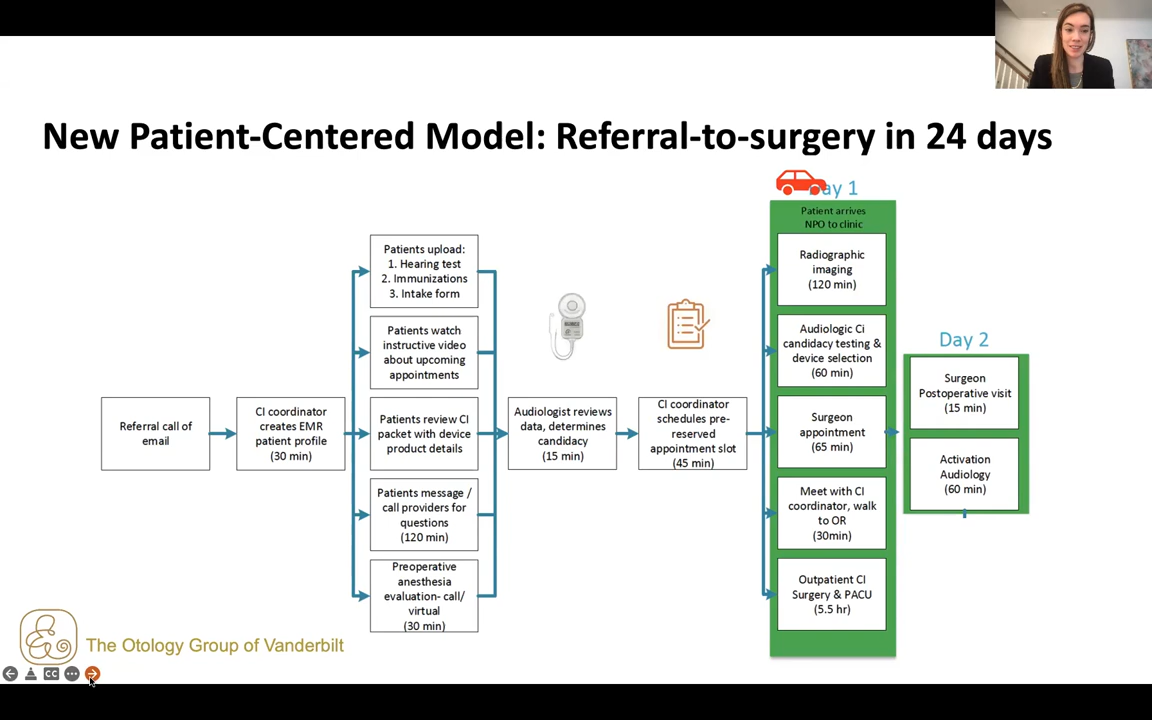 New Patient-Centered Model: Referral-to-surgery in 24 days
Referral call of
email
CI coordinator
creates EMR
patient profile
(30 min)
Patients upload:
1. Hearing test
2. Immunizations
3. Intake form
Patients watch
instructive video
about upcoming
appointments
Patients review CI
packet with device
product details
Patients message /
call providers for
questions
(120 min)
Preoperative
anesthesia
evaluation- call/
virtual
(30 min)
Audiologist reviews
data, determines
candidacy
(15 min)
CI coordinator
schedules pre-
reserved
appointment slot
(45 min)
ay 1
Patient arrives
NPO to clinic
Radiographic
imaging
(120 min)
Audiologic Ci
candidacy testing &
device selection
(60 min)
Surgeon
appointment
(65 min)
Meet with CI
coordinator, walk
to OR
(30min)
Outpatient CI
Surgery & PACU
(5.5 hr)
Day 2
Surgeon
Postoperative visit
(15 min)
Activation
Audiology
(60 min)
The Otology Group of Vanderbilt
CC